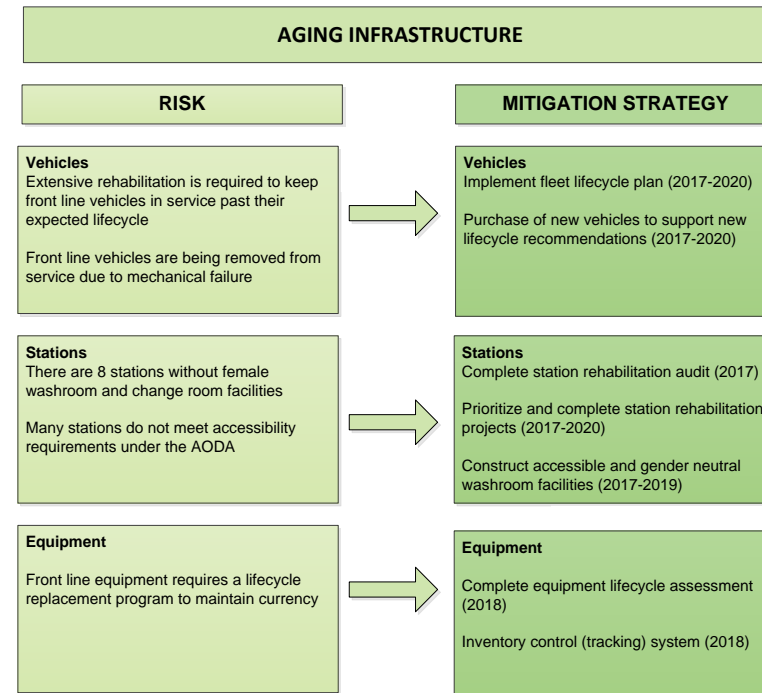 AGING INFRASTRUCTURE
RISK
MITIGATION STRATEGY
Vehicles
Extensive rehabilitation is required to keep
front line vehicles in service past their
expected lifecycle
Front line vehicles are being removed from
service due to mechanical failure
Vehicles
Implement fleet lifecycle plan (2017-2020)
Purchase of new vehicles to support new
lifecycle recommendations (2017-2020)
Stations
There are 8 stations without female
washroom and change room facilities
Many stations do not meet accessibility
requirements under the AODA
Stations
Complete station rehabilitation audit (2017)
Prioritize and complete station rehabilitation
projects (2017-2020)
Construct accessible and gender neutral
washroom facilities (2017-2019)
Equipment
Front line equipment requires a lifecycle
replacement program to maintain currency
Equipment
Complete equipment lifecycle assessment
(2018)
Inventory control (tracking) system (2018)